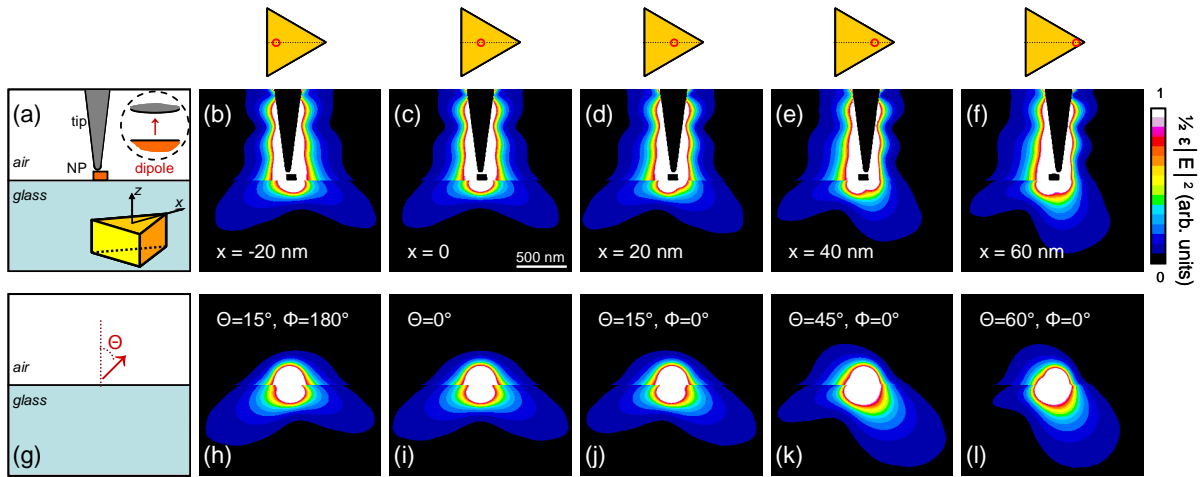 (a)
tip
air
NP
dipole
glass
z
x
(b)
x = -20 nm
(c)
x = 0
500 nm
(d)
x = 20 nm
(e)
x = 40 nm
(f)
x = 60 nm
1
0
½ ε | E | ² (arb. units)
Θ
air
glass
(g)
Θ=15°, Φ=180°
(h)
Θ=0°
(i)
Θ=15°, Φ=0°
(j)
Θ=45°, Φ=0°
(k)
Θ=60°, Φ=0°
(l)